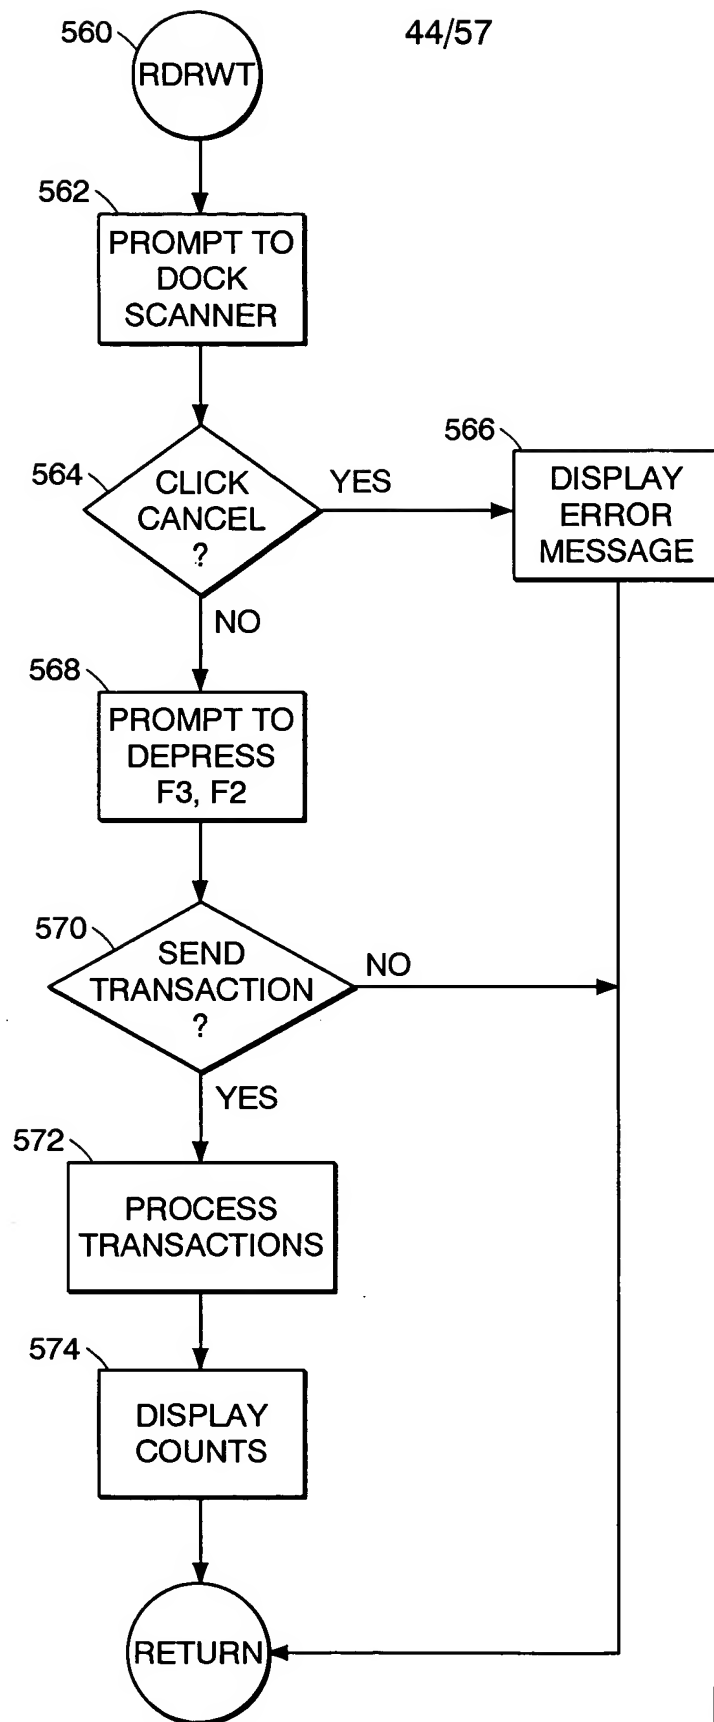 560
44/57
RDRWT
562
PROMPT TO
DOCK
SCANNER
564
CLICK
CANCEL
?
YES
566
DISPLAY
ERROR
MESSAGE
NO
568
PROMPT TO
DEPRESS
F3, F2
570
SEND
TRANSACTION
?
NO
YES
572
PROCESS
TRANSACTIONS
574
DISPLAY
COUNTS
RETURN